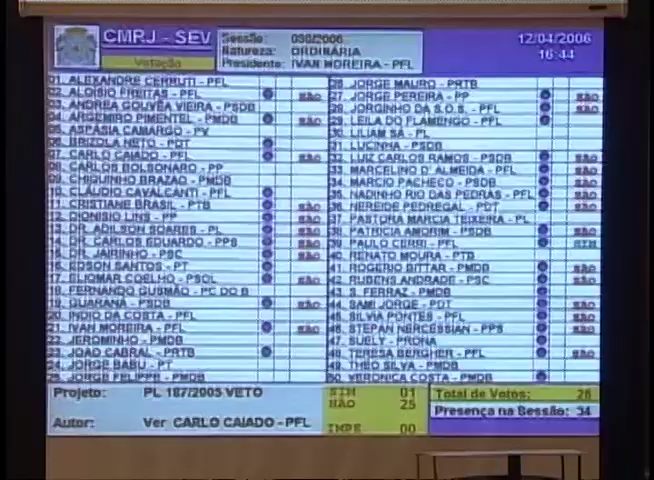 CMRJ - SEV
Votação
Sessão: 030/2006
Natureza: ORDINÁRIA
Presidente: IVAN MOREIRA - PFL
12/04/2006
16:44
01. ALEXANDRE CERRUTI - PFL
02. ALOISIO FREITAS - PFL NÃO
03. ANDREA GOUVÊA VIEIRA - PSDB
04. ARGEMIRO PIMENTEL - PMDB NÃO
05. ASPÁSIA CAMARGO - PV
06. BRIZOLA NETO - PDT
07. CARLO CAIADO - PFL NÃO
08. CARLOS BOLSONARO - PP
09. CHIQUINHO BRAZÃO - PMDB
10. CLÁUDIO CAVALCANTI - PFL
11. CRISTIANE BRASIL - PTB NÃO
12. DIONÍSIO LINS - PP NÃO
13. DR. ADILSON SOARES - PL NÃO
14. DR. CARLOS EDUARDO - PPS NÃO
15. DR. JAIRINHO - PSC NÃO
16. EDSON SANTOS - PT
17. ELIOMAR COELHO - PSOL NÃO
18. FERNANDO GUSMÃO - PC DO B
19. GUARANÁ - PSDB NÃO
20. INDIO DA COSTA - PFL
21. IVAN MOREIRA - PFL NÃO
22. JEROMINHO - PMDB
23. JOÃO CABRAL - PRTB
24. JORGE BABU - PT
25. JORGE FELIPPE - PMDB
26. JORGE MAURO - PRTB
27. JORGE PEREIRA - PP NÃO
28. JORGINHO DA S.O.S. - PFL NÃO
29. LEILA DO FLAMENGO - PFL
30. LILIAM SÁ - PL
31. LUCINHA - PSDB
32. LUIZ CARLOS RAMOS - PSDB NÃO
33. MARCELINO D' ALMEIDA - PFL NÃO
34. MARCIO PACHECO - PSDB NÃO
35. NADINHO RIO DAS PEDRAS - PFL NÃO
36. NEREIDE PEDREGAL - PDT NÃO
37. PASTORA MARCIA TEIXEIRA - PL
38. PATRICIA AMORIM - PSDB NÃO
39. PAULO CERRI - PFL SIM
40. RENATO MOURA - PTB
41. ROGERIO BITTAR - PMDB NÃO
42. RUBENS ANDRADE - PSC NÃO
43. S. FERRAZ - PMDB
44. SAMI JORGE - PDT NÃO
45. SILVIA PONTES - PFL NÃO
46. STEPAN NERCESSIAN - PPS NÃO
47. SUELY - PRONA
48. TERESA BERGHER - PFL NÃO
49. THEO SILVA - PMDB
50. VERÔNICA COSTA - PMDB
Projeto: PL 187/2005 VETO
Autor: Ver CARLO CAIADO - PFL
SIM 01
NÃO 25
IMPE 00
Total de Votos: 26
Presença na Sessão: 34